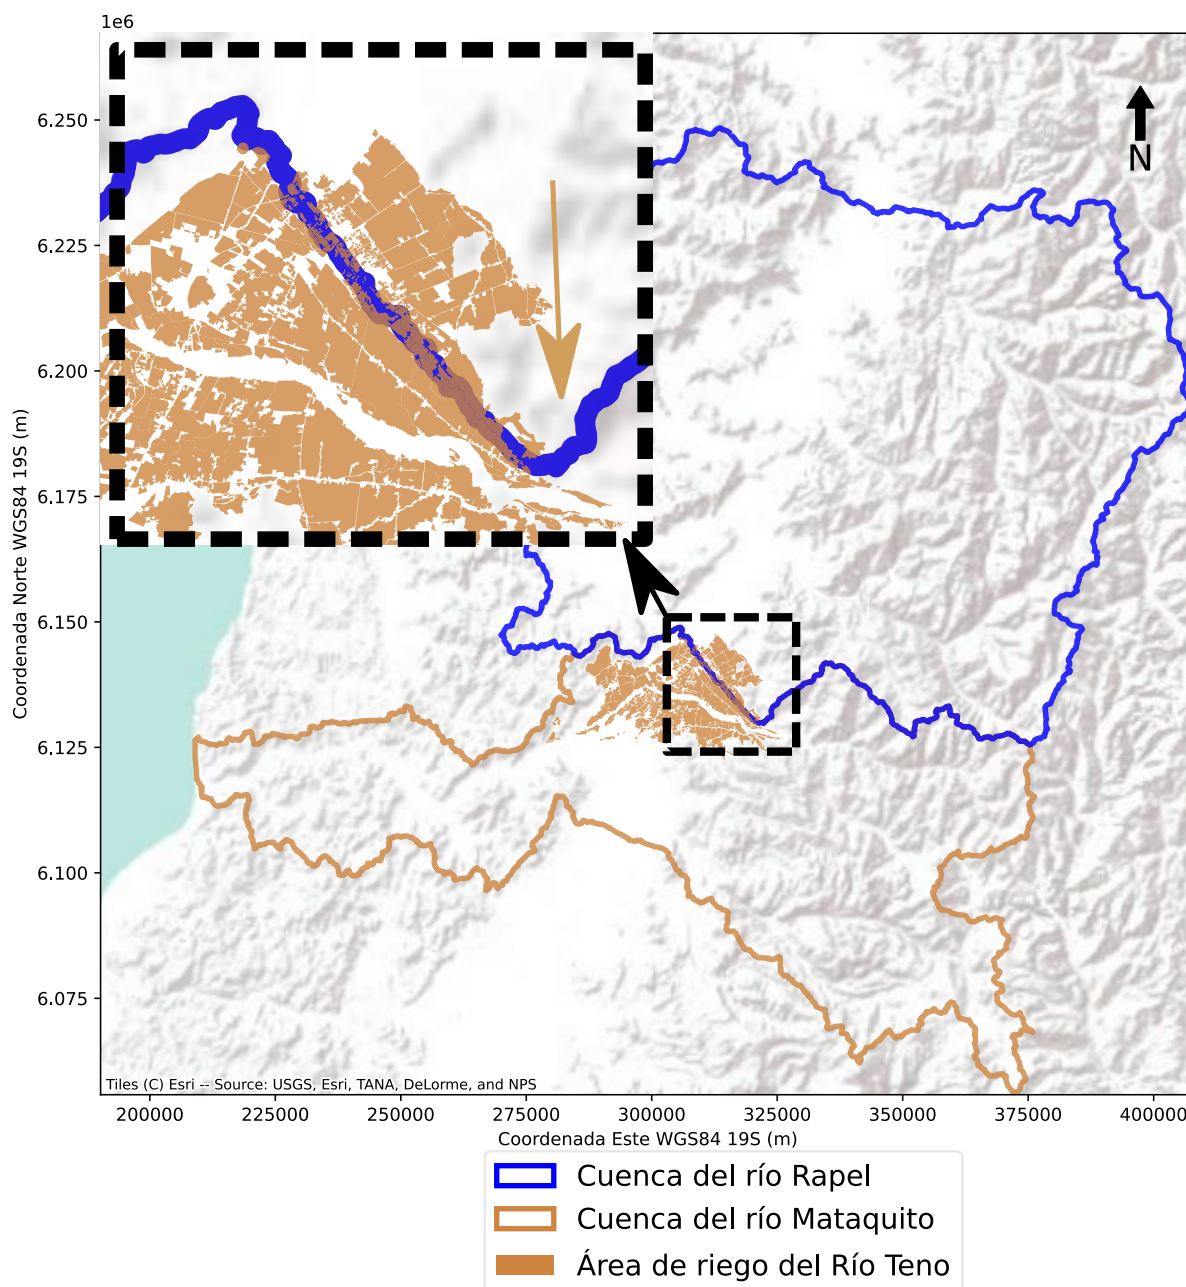 1e6
N
6.250
6.225
6.200
6.175
6.150
6.125
6.100
6.075
Coordenada Norte WGS84 19S (m)
Tiles (C) Esri -- Source: USGS, Esri, TANA, DeLorme, and NPS
200000 225000 250000 275000 300000 325000 350000 375000 400000
Coordenada Este WGS84 19S (m)
Cuenca del río Rapel
Cuenca del río Mataquito
Área de riego del Río Teno